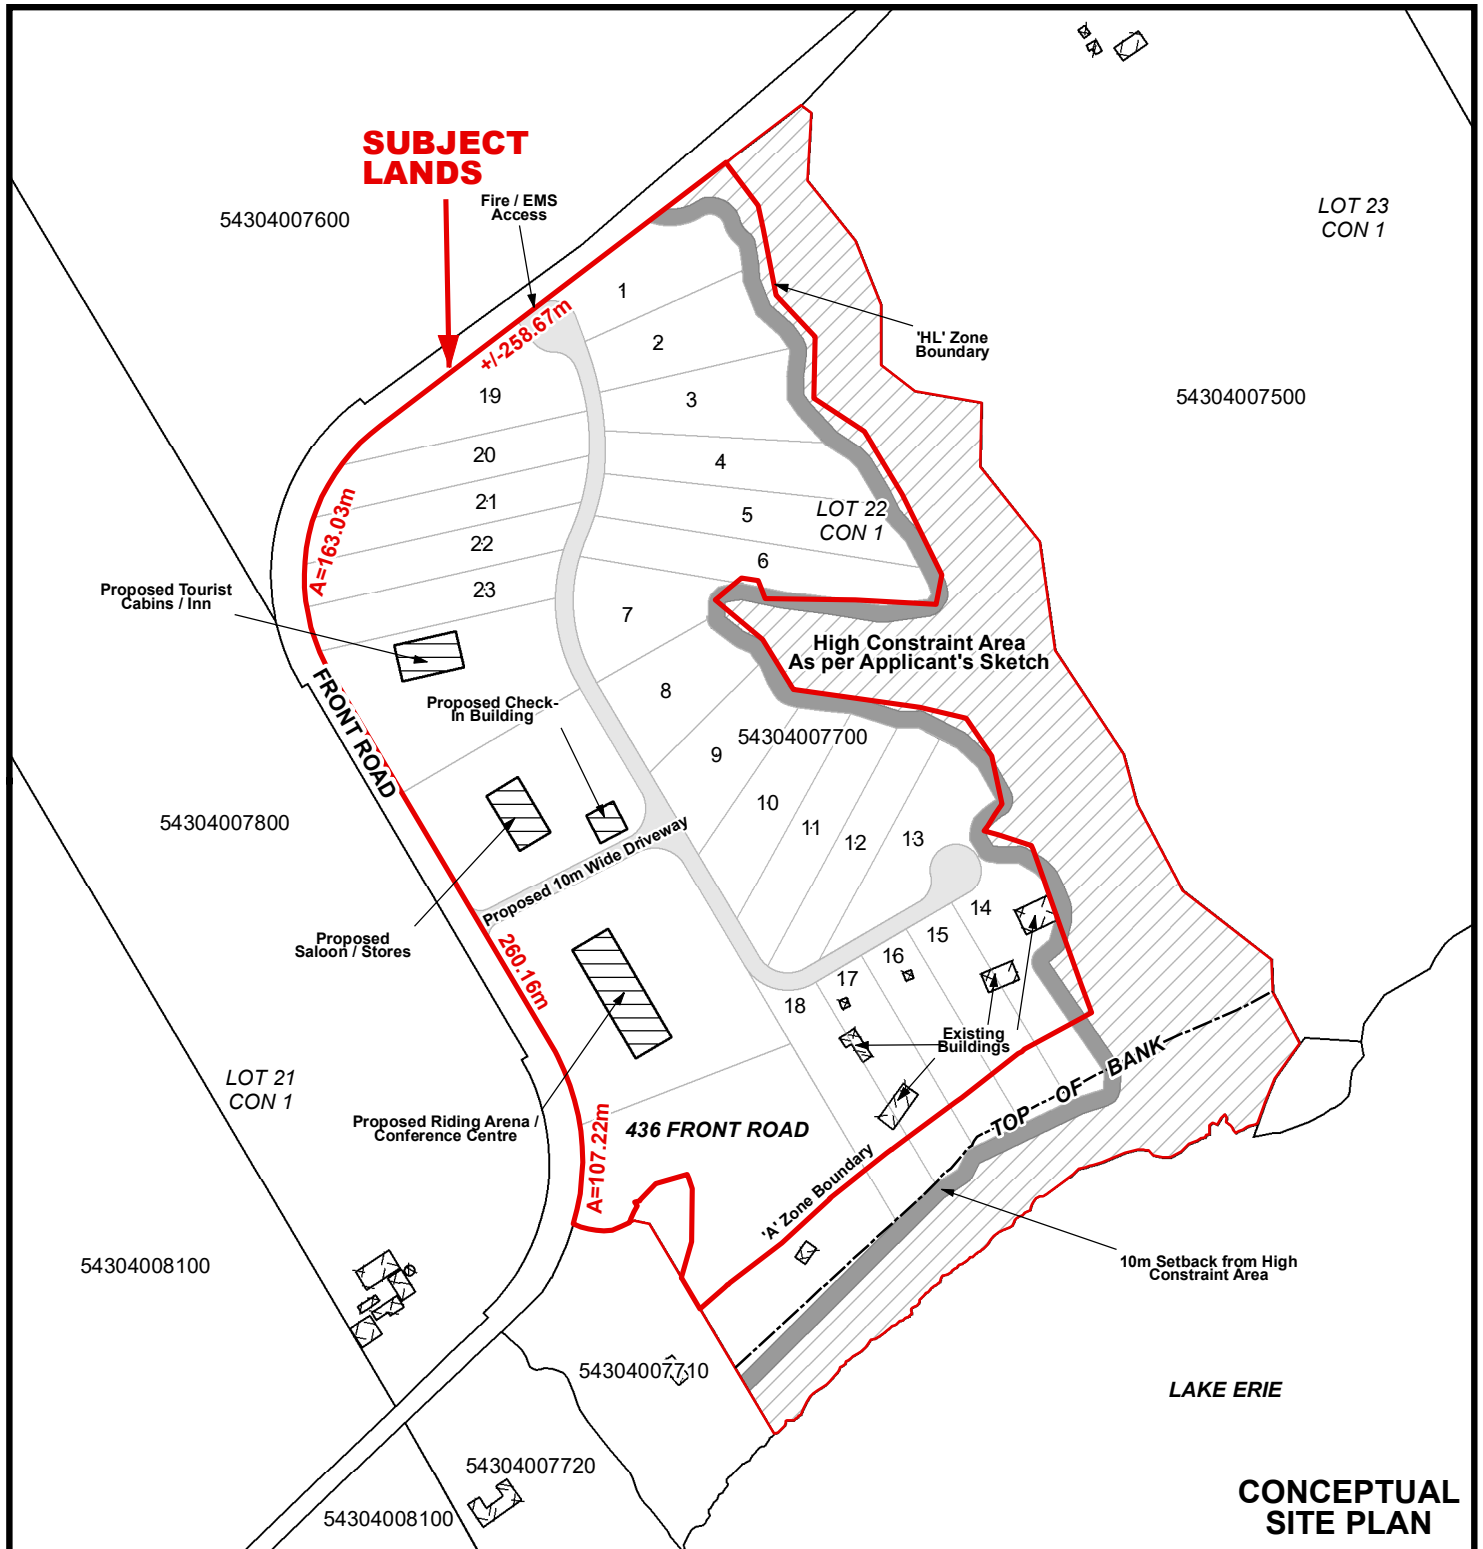 SUBJECT
LANDS
54304007600
Fire / EMS
Access
LOT 23
CON 1
1
+/-258.67m
2
'HL' Zone
Boundary
19
3
54304007500
20
4
21
5
LOT 22
CON 1
A=163.03m
22
6
23
Proposed Tourist
Cabins / Inn
7
High Constraint Area
As per Applicant's Sketch
FRONT ROAD
8
Proposed Check-
In Building
54304007700
9
10
11
12
13
54304007800
Proposed 10m Wide Driveway
14
15
16
17
18
Proposed
Saloon / Stores
260.16m
Existing
Buildings
TOP OF BANK
LOT 21
CON 1
Proposed Riding Arena /
Conference Centre
436 FRONT ROAD
A=107.22m
'A' Zone Boundary
54304008100
10m Setback from High
Constraint Area
54304007710
LAKE ERIE
54304007720
54304008100
CONCEPTUAL
SITE PLAN